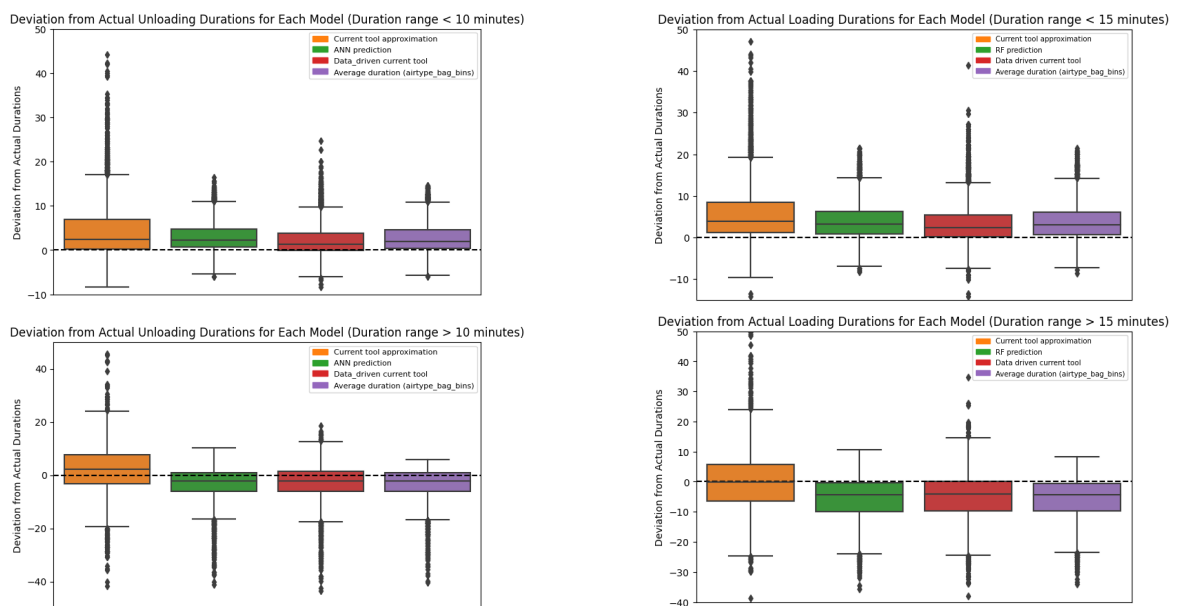 Deviation from Actual Unloading Durations for Each Model (Duration range < 10 minutes)
Deviation from Actual Durations
50
40
30
20
10
0
−10
Current tool approximation
ANN prediction
Data_driven current tool
Average duration (airtype_bag_bins)
Deviation from Actual Loading Durations for Each Model (Duration range < 15 minutes)
Deviation from Actual Durations
50
40
30
20
10
0
−10
Current tool approximation
RF prediction
Data driven current tool
Average duration (airtype_bag_bins)
Deviation from Actual Unloading Durations for Each Model (Duration range > 10 minutes)
Deviation from Actual Durations
40
20
0
−20
−40
Current tool approximation
ANN prediction
Data_driven current tool
Average duration (airtype_bag_bins)
Deviation from Actual Loading Durations for Each Model (Duration range > 15 minutes)
Deviation from Actual Durations
50
40
30
20
10
0
−10
−20
−30
−40
Current tool approximation
RF prediction
Data driven current tool
Average duration (airtype_bag_bins)